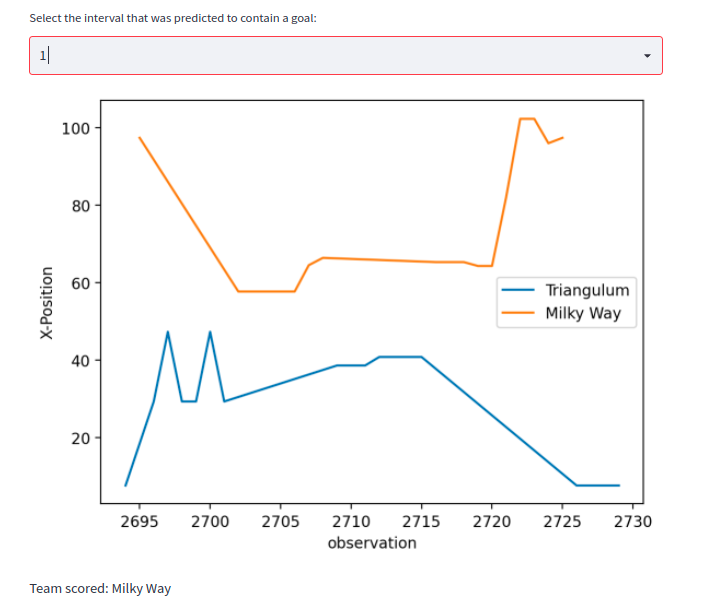 Select the interval that was predicted to contain a goal:
1
100
80
60
40
20
X-Position
Triangulum
Milky Way
2695 2700 2705 2710 2715 2720 2725 2730
observation
Team scored: Milky Way